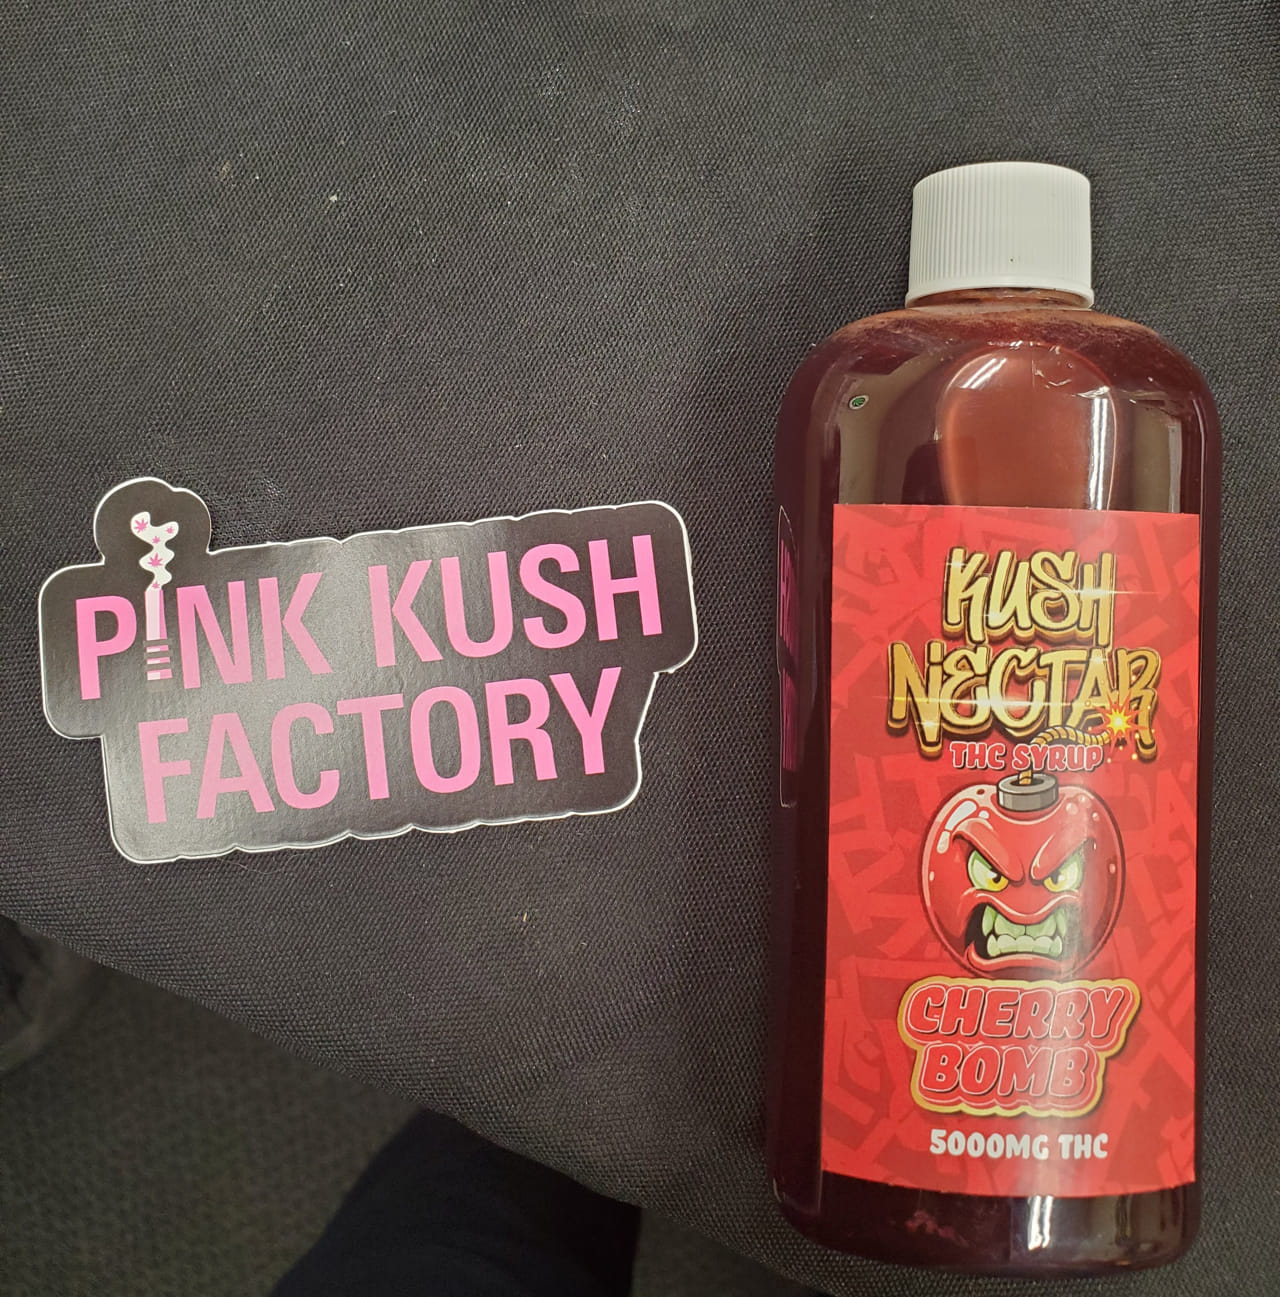 PINK KUSH
FACTORY
KUSH
NECTAR
THC SYRUP
CHERRY
BOMB
5000MG THC